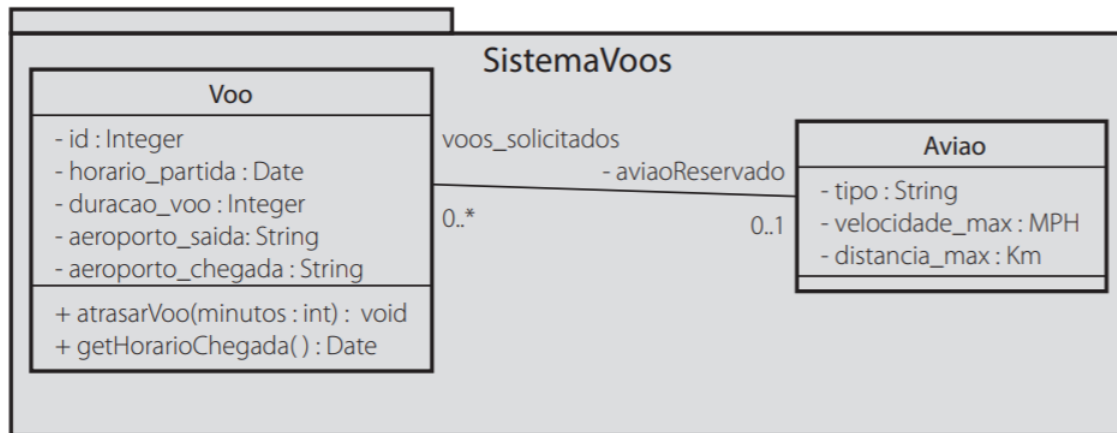 SistemaVoos
Voo
- id : Integer
- horario_partida : Date
- duracao_voo : Integer
- aeroporto_saida: String
- aeroporto_chegada : String
+ atrasarVoo(minutos : int) : void
+ getHorarioChegada( ) : Date
voos_solicitados
- aviaoReservado
0..*
0..1
Aviao
- tipo : String
- velocidade_max : MPH
- distancia_max : Km